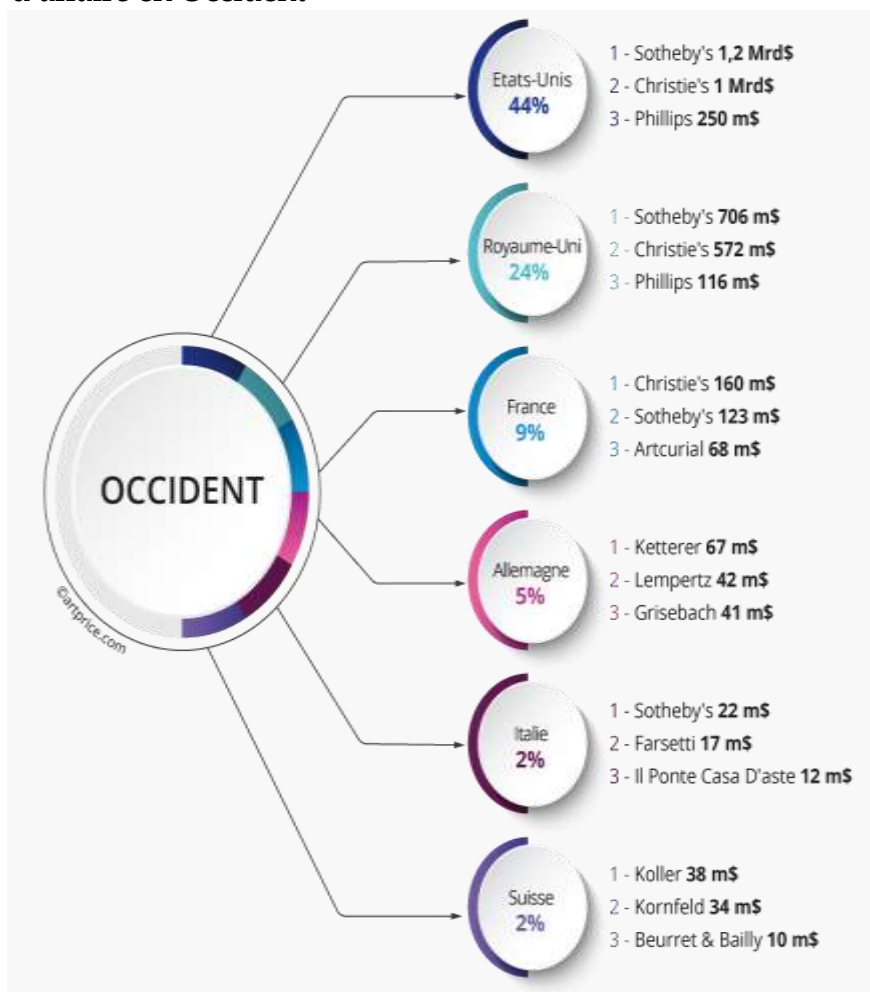 d'affaire en Occident
Etats-Unis
44%
1 - Sotheby's 1,2 Mrd$
2 - Christie's 1 Mrd$
3 - Phillips 250 m$
Royaume-Uni
24%
1 - Sotheby's 706 m$
2 - Christie's 572 m$
3 - Phillips 116 m$
France
9%
1 - Christie's 160 m$
2 - Sotheby's 123 m$
3 - Artcurial 68 m$
OCCIDENT
©artprice.com
Allemagne
5%
1 - Ketterer 67 m$
2 - Lempertz 42 m$
3 - Grisebach 41 m$
Italie
2%
1 - Sotheby's 22 m$
2 - Farsetti 17 m$
3 - Il Ponte Casa D'aste 12 m$
Suisse
2%
1 - Koller 38 m$
2 - Kornfeld 34 m$
3 - Beurret & Bailly 10 m$